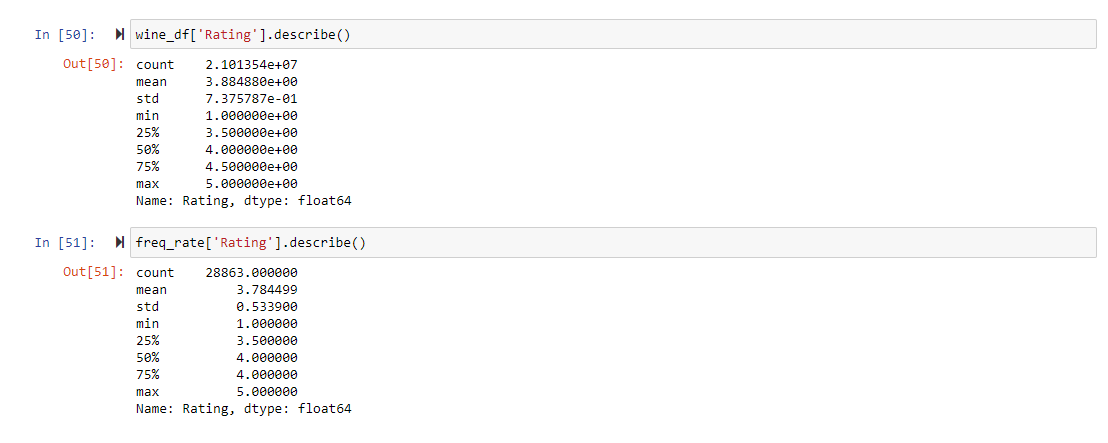 In [50]: wine_df['Rating'].describe()
Out[50]: count 2.101354e+07
mean 3.884880e+00
std 7.375787e-01
min 1.000000e+00
25% 3.500000e+00
50% 4.000000e+00
75% 4.500000e+00
max 5.000000e+00
Name: Rating, dtype: float64
In [51]: freq_rate['Rating'].describe()
Out[51]: count 28863.000000
mean 3.784499
std 0.533900
min 1.000000
25% 3.500000
50% 4.000000
75% 4.000000
max 5.000000
Name: Rating, dtype: float64